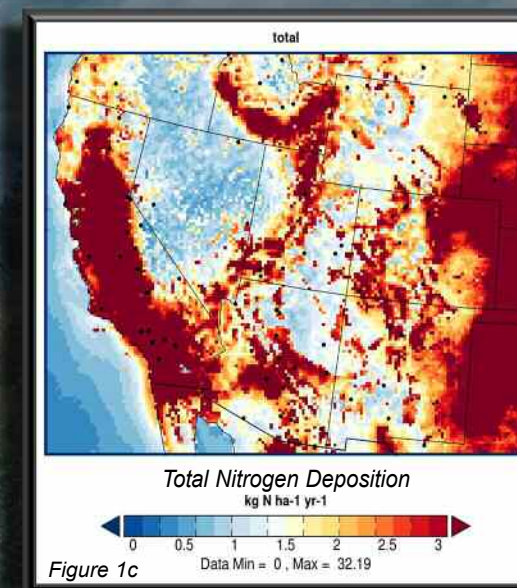 total
Total Nitrogen Deposition
kg N ha-1 yr-1
0 0.5 1 1.5 2 2.5 3
Data Min = 0 , Max = 32.19
Figure 1c